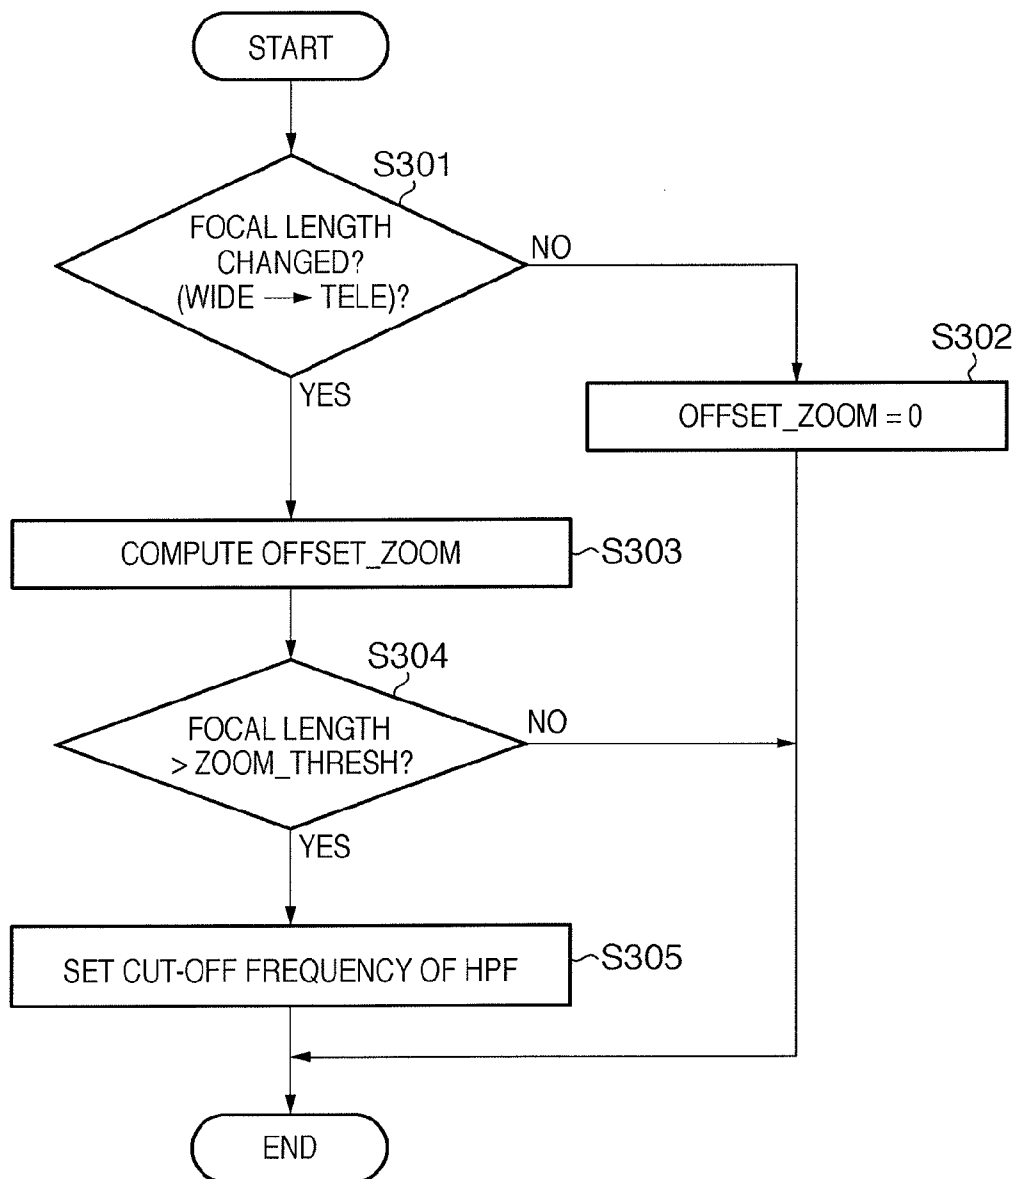 START
S301
FOCAL LENGTH
CHANGED?
(WIDE → TELE)?
NO
YES
S302
OFFSET_ZOOM = 0
COMPUTE OFFSET_ZOOM
S303
S304
FOCAL LENGTH
> ZOOM_THRESH?
NO
YES
SET CUT-OFF FREQUENCY OF HPF
S305
END